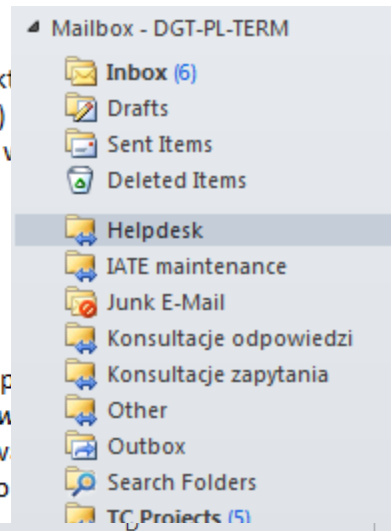 Mailbox - DGT-PL-TERM
Inbox (6)
Drafts
Sent Items
Deleted Items
Helpdesk
IATE maintenance
Junk E-Mail
Konsultacje odpowiedzi
Konsultacje zapytania
Other
Outbox
Search Folders
TC Projects (5)